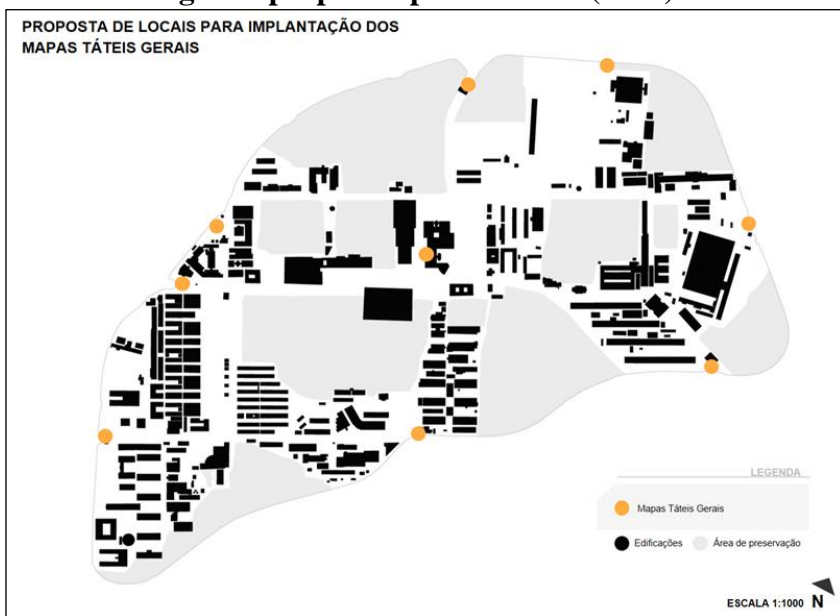 PROPOSTA DE LOCAIS PARA IMPLANTAÇÃO DOS
MAPAS TÁTEIS GERAIS
LEGENDA
Mapas Táteis Gerais
Edificações
Área de preservação
ESCALA 1:1000 N